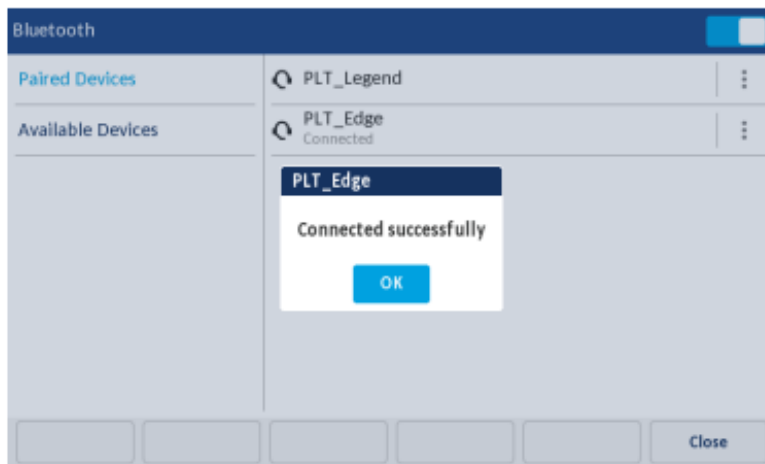 Bluetooth
Paired Devices
Available Devices
PLT_Legend
PLT_Edge
Connected
PLT_Edge
Connected successfully
OK
Close